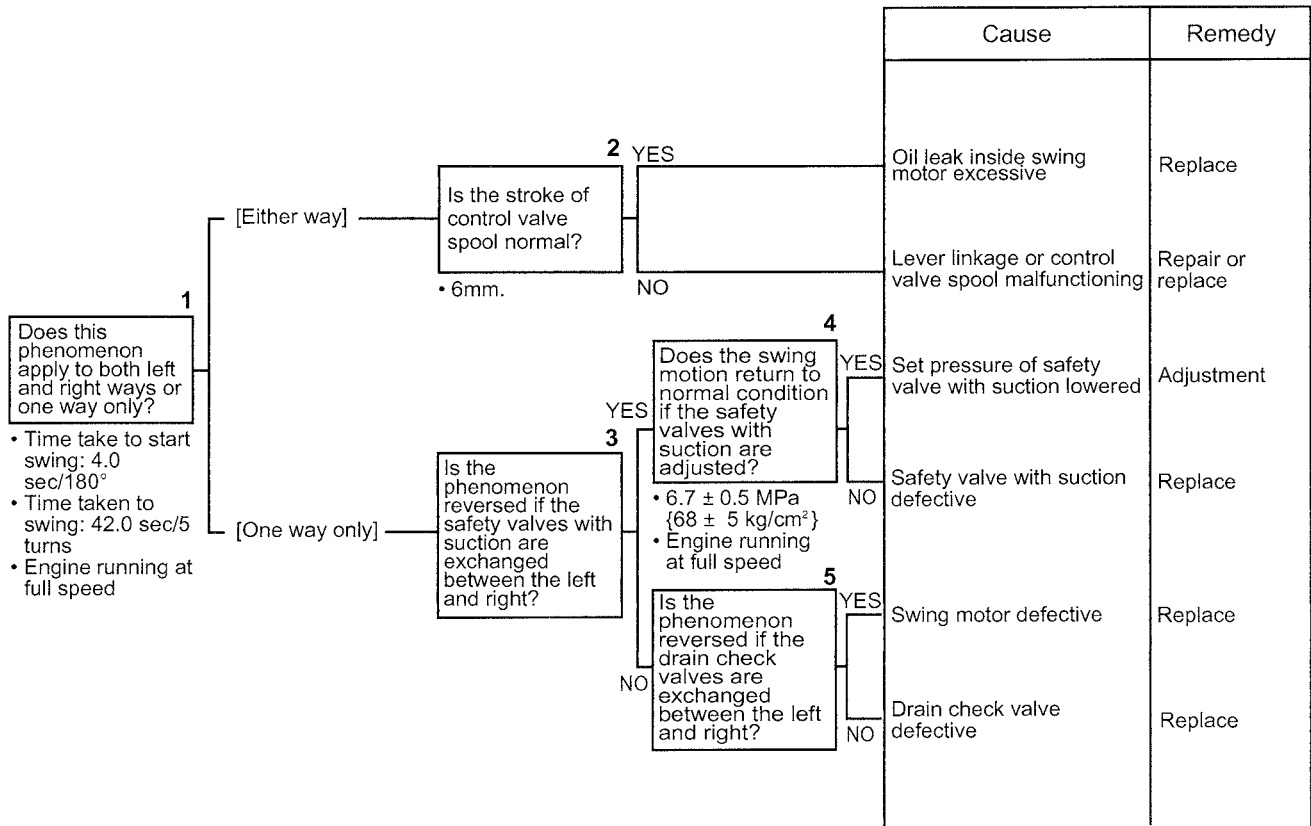 Cause
Remedy
1
Does this
phenomenon
apply to both left
and right ways or
one way only?
• Time take to start
swing: 4.0
sec/180°
• Time taken to
swing: 42.0 sec/5
turns
• Engine running at
full speed
[Either way]
2
Is the stroke of
control valve
spool normal?
• 6mm.
YES
Oil leak inside swing
motor excessive
Replace
NO
Lever linkage or control
valve spool malfunctioning
Repair or
replace
[One way only]
3
Is the
phenomenon
reversed if the
safety valves with
suction are
exchanged
between the left
and right?
YES
4
Does the swing
motion return to
normal condition
if the safety
valves with
suction are
adjusted?
• 6.7 ± 0.5 MPa
{68 ± 5 kg/cm²}
• Engine running
at full speed
YES
Set pressure of safety
valve with suction lowered
Adjustment
NO
Safety valve with suction
defective
Replace
NO
5
Is the
phenomenon
reversed if the
drain check
valves are
exchanged
between the left
and right?
YES
Swing motor defective
Replace
NO
Drain check valve
defective
Replace